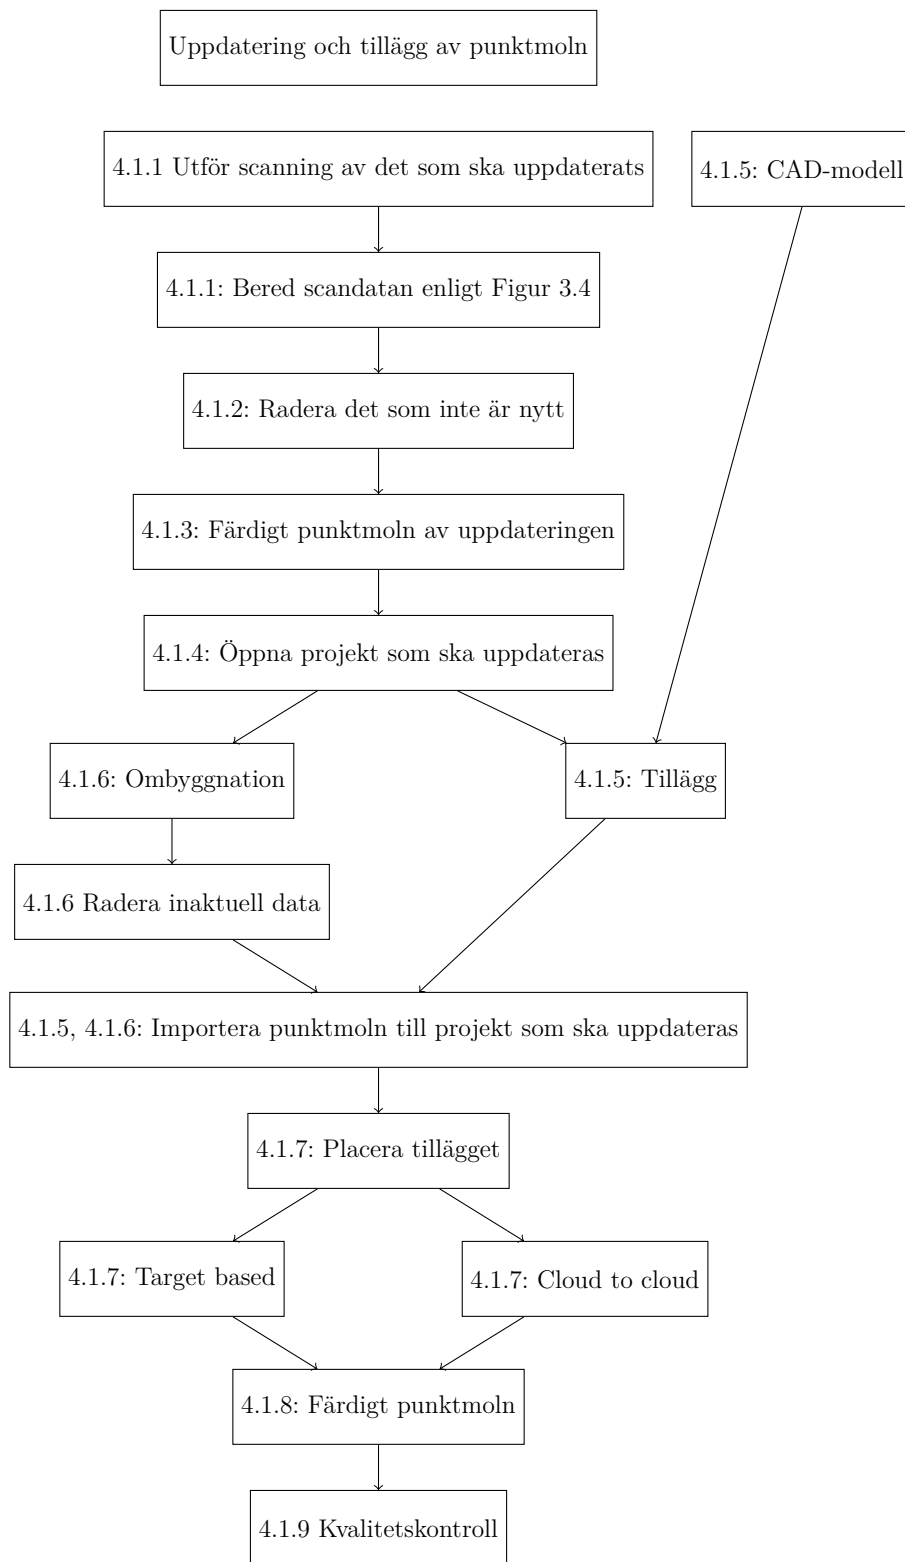 Uppdatering och tillägg av punktmoln
4.1.1 Utför scanning av det som ska uppdaterats
4.1.5: CAD-modell
4.1.1: Bered scandatan enligt Figur 3.4
4.1.2: Radera det som inte är nytt
4.1.3: Färdigt punktmoln av uppdateringen
4.1.4: Öppna projekt som ska uppdateras
4.1.6: Ombyggnation
4.1.5: Tillägg
4.1.6 Radera inaktuell data
4.1.5, 4.1.6: Importera punktmoln till projekt som ska uppdateras
4.1.7: Placera tillägget
4.1.7: Target based
4.1.7: Cloud to cloud
4.1.8: Färdigt punktmoln
4.1.9 Kvalitetskontroll